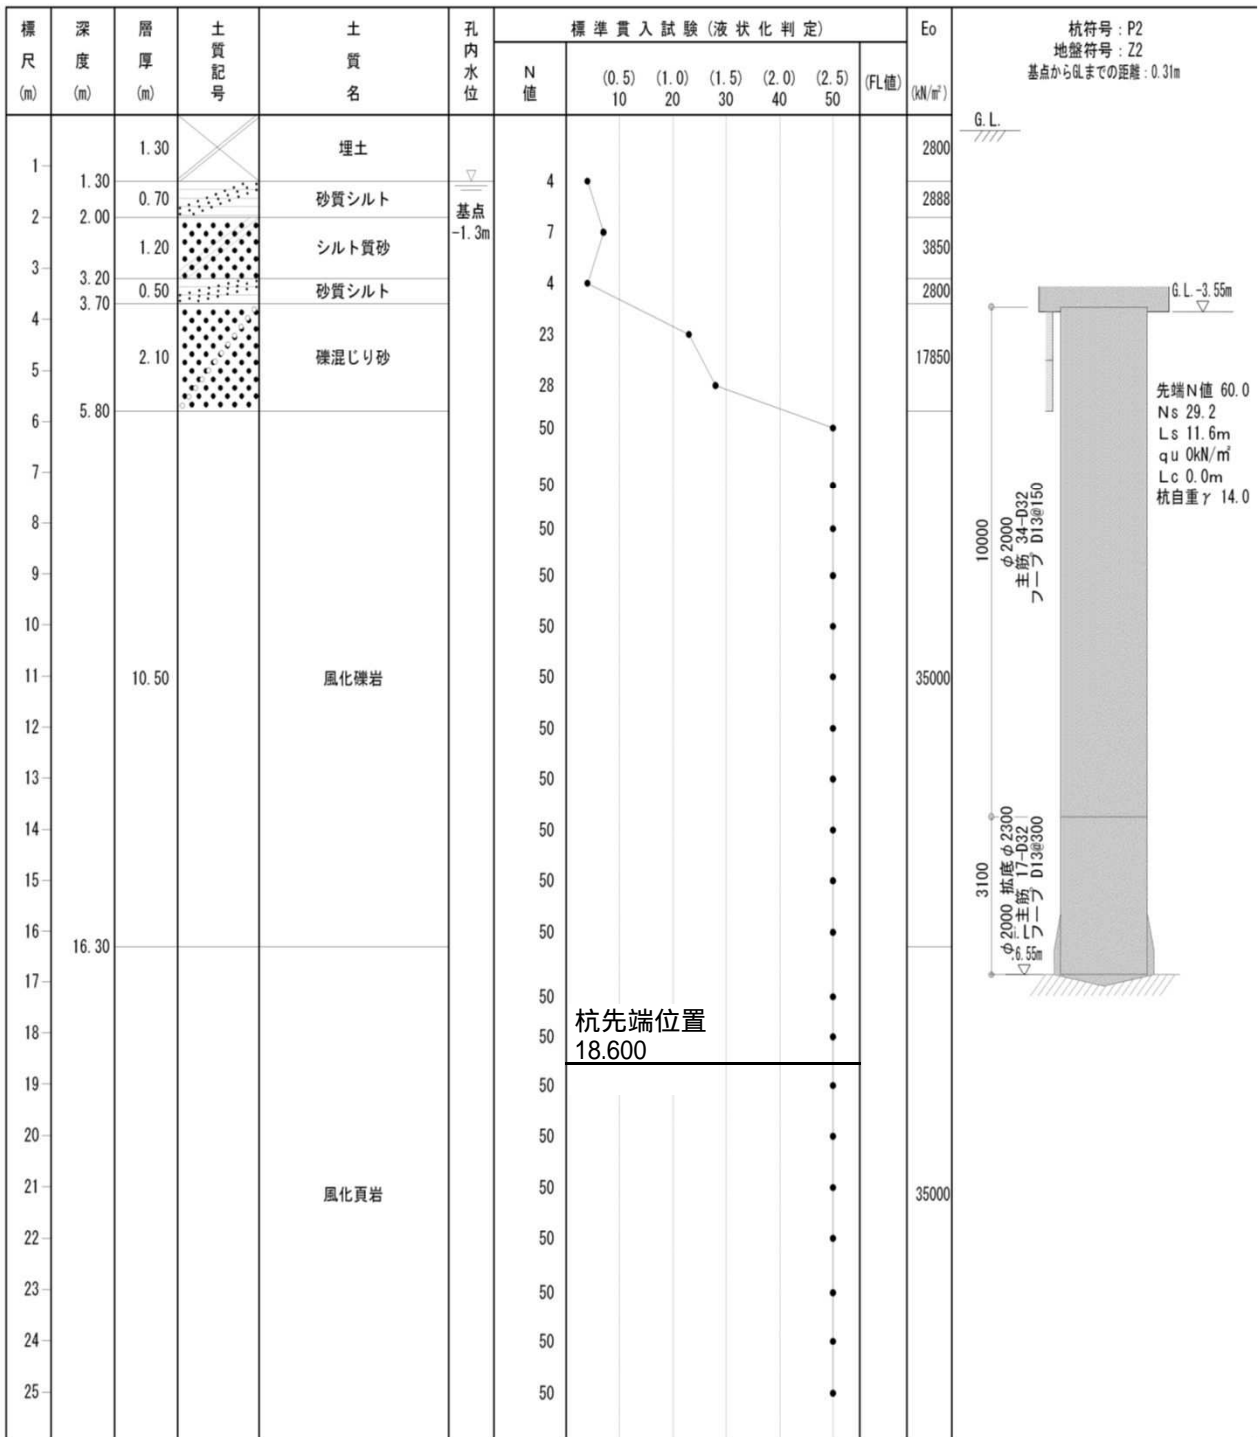 標尺(m)
深度(m)
層厚(m)
土質記号
土質名
孔内水位
標準貫入試験(液状化判定)
N値
(0.5) (1.0) (1.5) (2.0) (2.5)
10 20 30 40 50
(FL値)
Eo
(kN/㎡)
杭符号:P2
地盤符号:Z2
基点からGLまでの距離:0.31m
G.L.
1.30 埋土 2800
1
1.30
4
0.70 砂質シルト 2888
2
2.00
基点
-1.3m
7
1.20 シルト質砂 3850
3
3.20
4
0.50 砂質シルト 2800
3.70
G.L.-3.55m
4
23
2.10 礫混じり砂 17850
5
28
5.80
先端N値 60.0
Ns 29.2
Ls 11.6m
qu 0kN/㎡
Lc 0.0m
杭自重γ 14.0
6
50
7
50
8
50
10000
φ2000
主筋 34-D32
フープ D13@150
9
50
10
50
11
50
10.50 風化礫岩 35000
12
50
13
50
14
50
15
50
3100
φ2000 拡底φ2300
主筋 17-D32
フープ D13@300
16
50
16.30
6.55m
17
50
杭先端位置
18.600
18
50
19
50
20
50
21
50
風化頁岩 35000
22
50
23
50
24
50
25
50